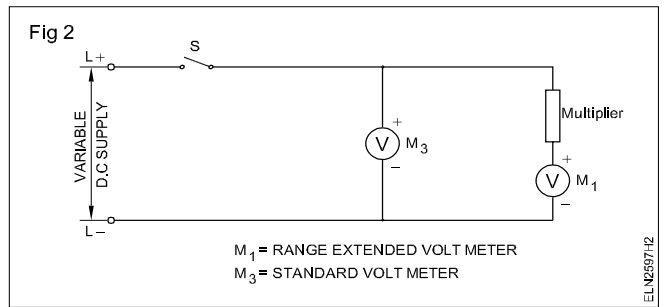 Fig 2
S
L+
VARIABLE
D.C SUPPLY
L–
+
V
M3
–
Multiplier
+
V
M1
–
M1 = RANGE EXTENDED VOLT METER
M3 = STANDARD VOLT METER
ELN2597H2